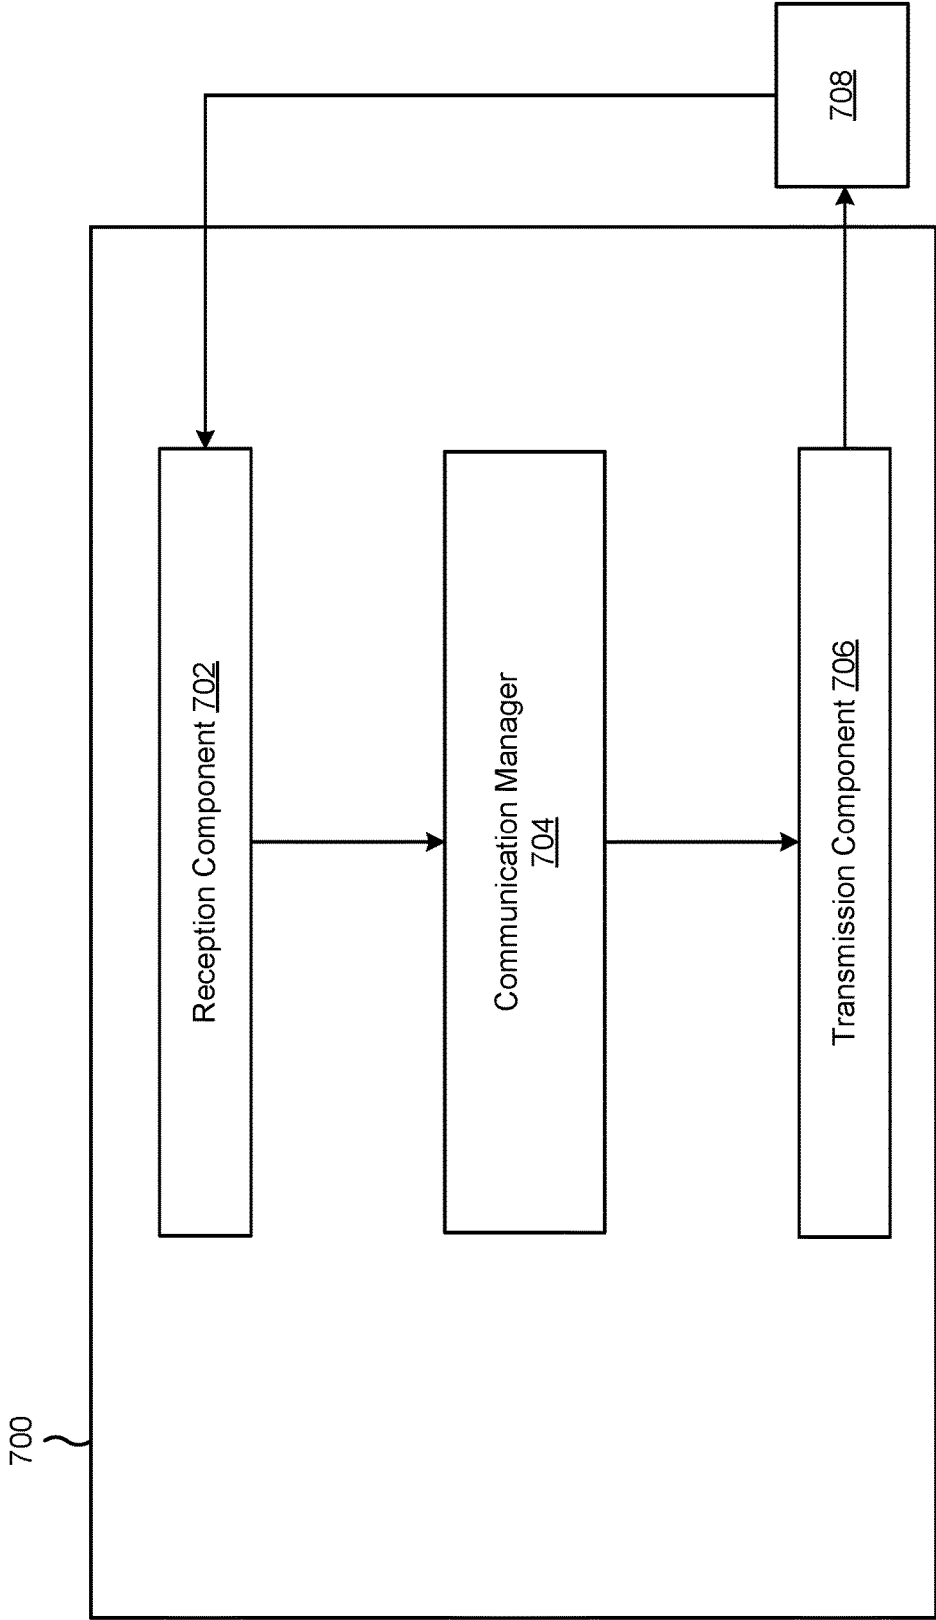 700
Reception Component 702
Communication Manager
704
Transmission Component 706
708